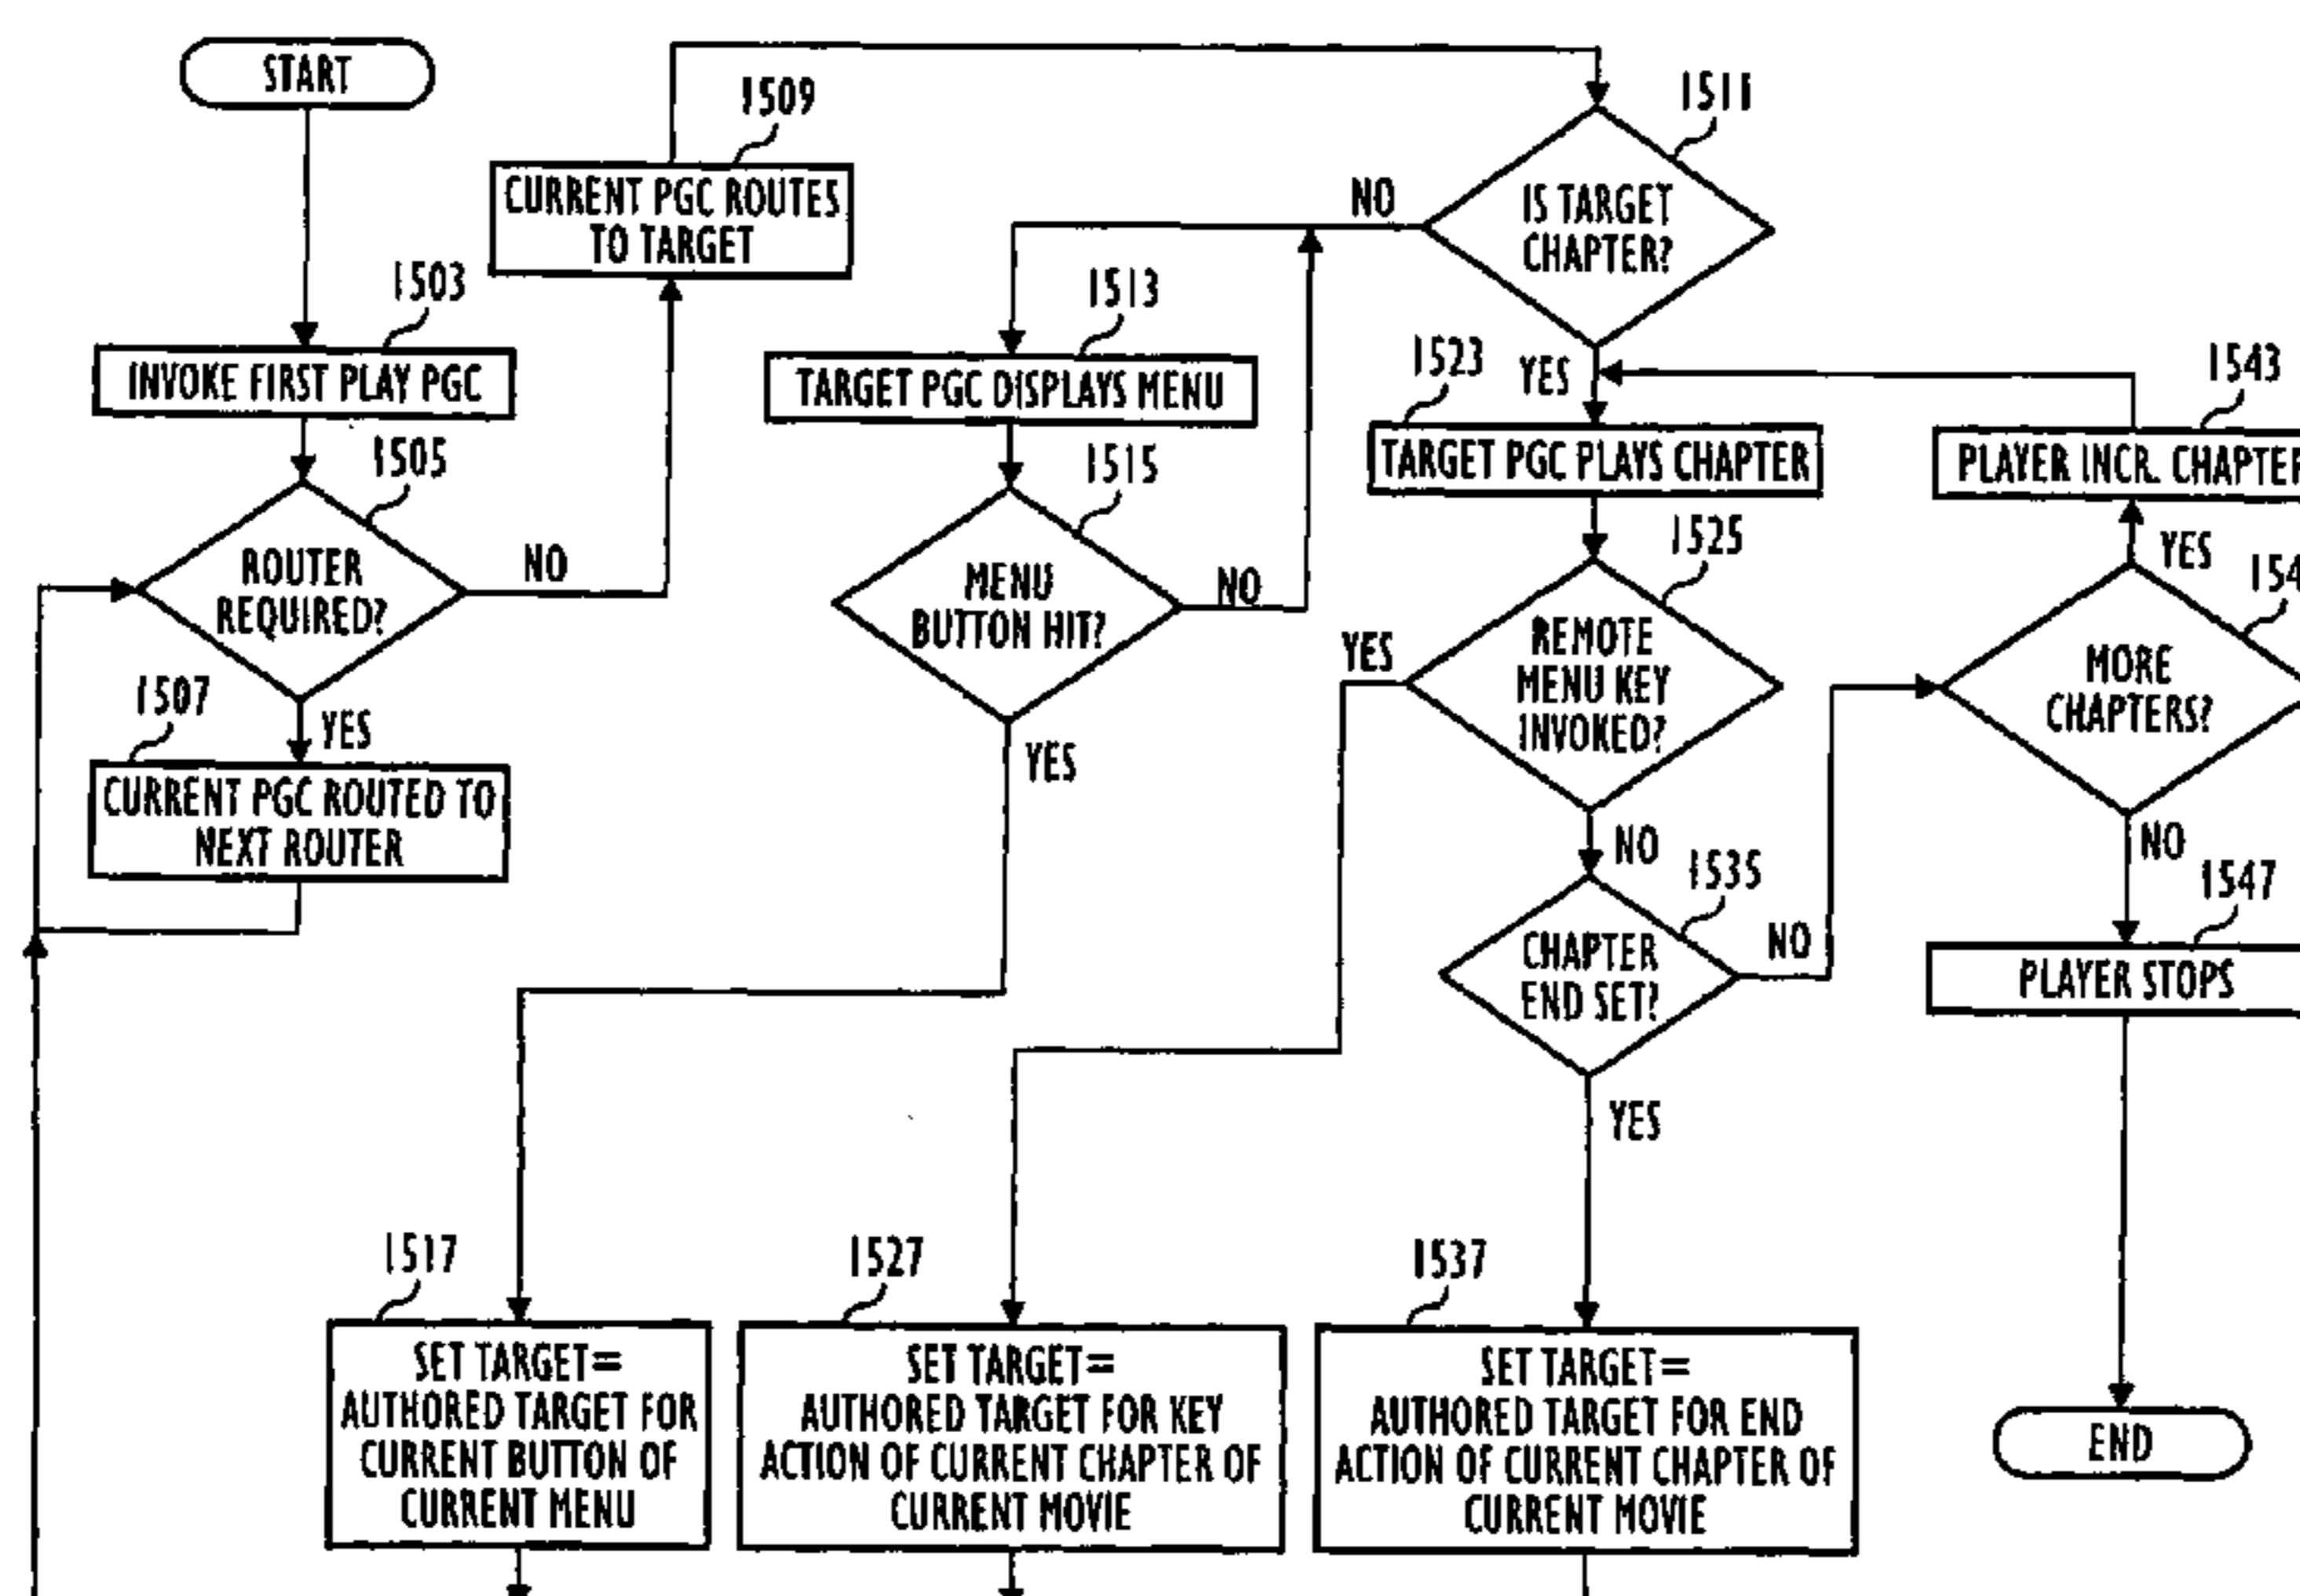 START
1503
INVOKE FIRST PLAY PGC
1505
ROUTER
REQUIRED?
NO
YES
1507
CURRENT PGC ROUTED TO
NEXT ROUTER
1509
CURRENT PGC ROUTES
TO TARGET
1511
IS TARGET
CHAPTER?
NO
YES
1513
TARGET PGC DISPLAYS MENU
1515
MENU
BUTTON HIT?
NO
YES
1523
TARGET PGC PLAYS CHAPTER
1525
REMOTE
MENU KEY
INVOKED?
YES
NO
1535
CHAPTER
END SET?
NO
YES
1543
PLAYER INCR. CHAPTER
YES
154
MORE
CHAPTERS?
NO
1547
PLAYER STOPS
END
1517
SET TARGET=
AUTHORED TARGET FOR
CURRENT BUTTON OF
CURRENT MENU
1527
SET TARGET=
AUTHORED TARGET FOR KEY
ACTION OF CURRENT CHAPTER OF
CURRENT MOVIE
1537
SET TARGET=
AUTHORED TARGET FOR END
ACTION OF CURRENT CHAPTER OF
CURRENT MOVIE